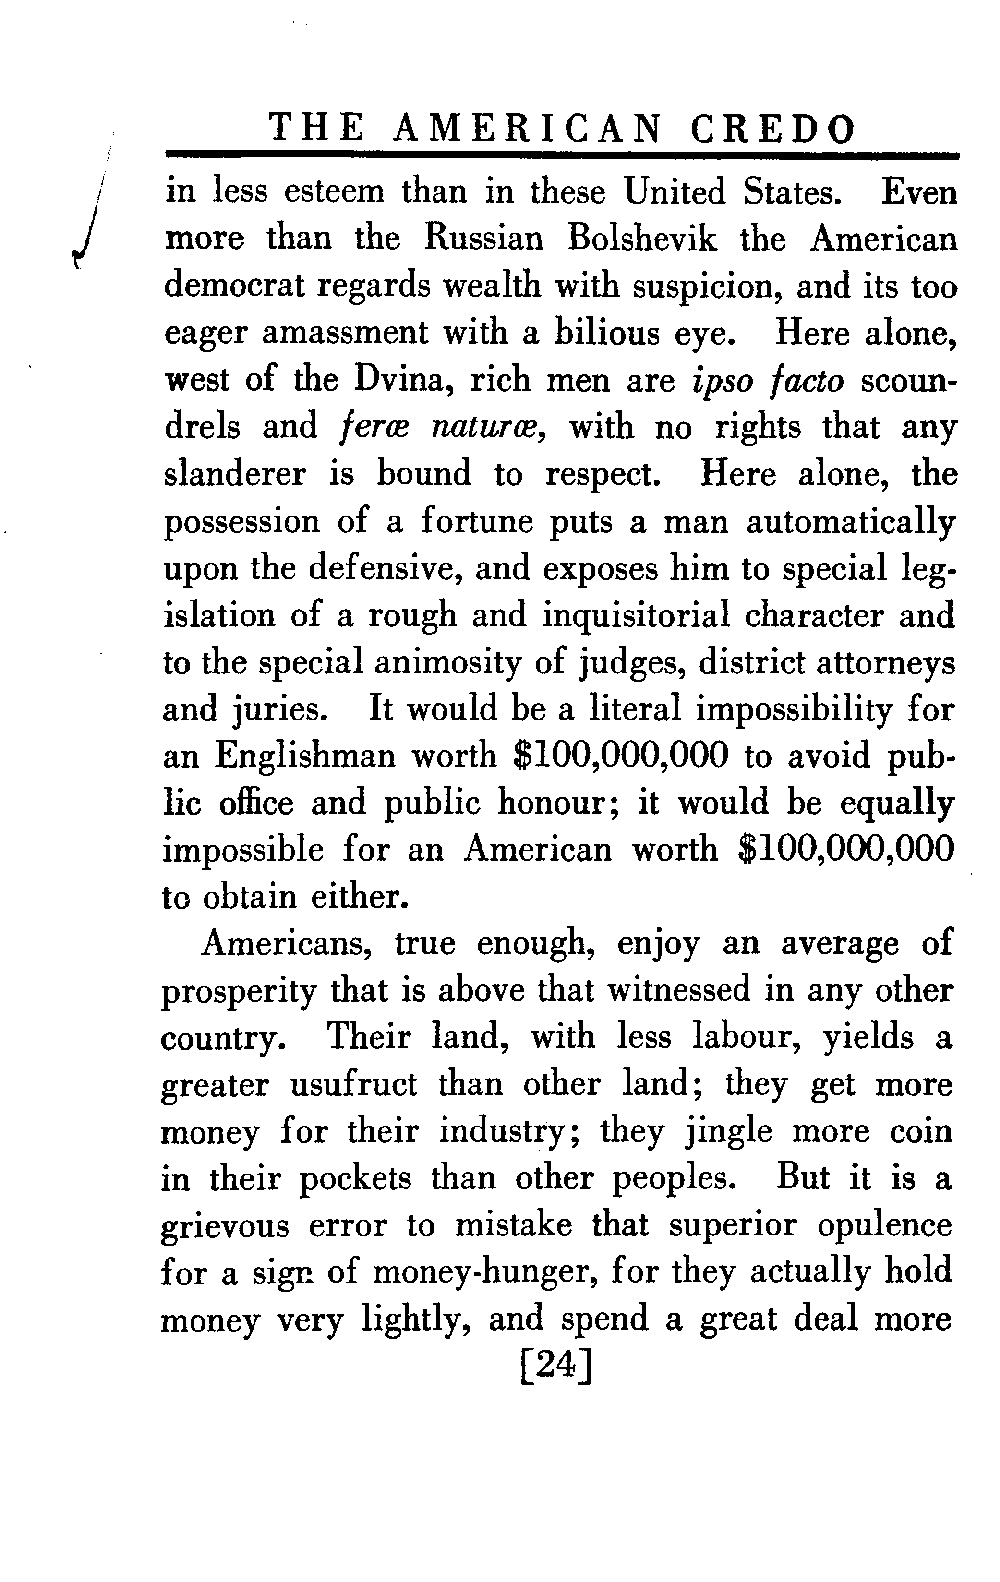 THE AMERICAN CREDO
in less esteem than in these United States. Even
more than the Russian Bolshevik the American
democrat regards wealth with suspicion, and its too
eager amassment with a bilious eye. Here alone,
west of the Dvina, rich men are ipso facto scoun-
drels and feræ naturæ, with no rights that any
slanderer is bound to respect. Here alone, the
possession of a fortune puts a man automatically
upon the defensive, and exposes him to special leg-
islation of a rough and inquisitorial character and
to the special animosity of judges, district attorneys
and juries. It would be a literal impossibility for
an Englishman worth $100,000,000 to avoid pub-
lic office and public honour; it would be equally
impossible for an American worth $100,000,000
to obtain either.
Americans, true enough, enjoy an average of
prosperity that is above that witnessed in any other
country. Their land, with less labour, yields a
greater usufruct than other land; they get more
money for their industry; they jingle more coin
in their pockets than other peoples. But it is a
grievous error to mistake that superior opulence
for a sign of money-hunger, for they actually hold
money very lightly, and spend a great deal more
[24]